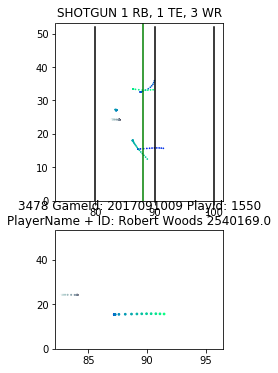 SHOTGUN 1 RB, 1 TE, 3 WR
50
40
30
20
10
0
80 90 100
3478 GameId: 2017091009 PlayId: 1550
PlayerName + ID: Robert Woods 2540169.0
40
20
0
85 90 95